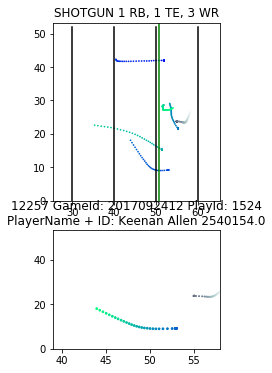 SHOTGUN 1 RB, 1 TE, 3 WR
50
40
30
20
10
0
30 40 50 60
12257 GameId: 2017092412 PlayId: 1524
PlayerName + ID: Keenan Allen 2540154.0
40
20
0
40 45 50 55